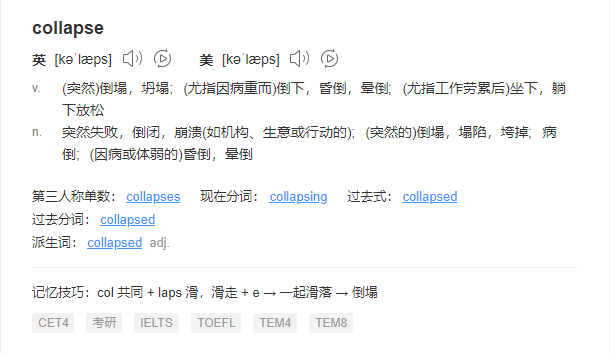 collapse
英 [kəˈlæps] 美 [kəˈlæps]
v. (突然)倒塌，坍塌；(尤指因病重而)倒下，昏倒，晕倒；(尤指工作劳累后)坐下，躺
下放松
n. 突然失败，倒闭，崩溃(如机构、生意或行动的)；(突然的)倒塌，塌陷，垮掉；病
倒；(因病或体弱的)昏倒，晕倒
第三人称单数： collapses 现在分词： collapsing 过去式： collapsed
过去分词： collapsed
派生词： collapsed adj.
记忆技巧：col 共同 + laps 滑，滑走 + e → 一起滑落 → 倒塌
CET4 考研 IELTS TOEFL TEM4 TEM8